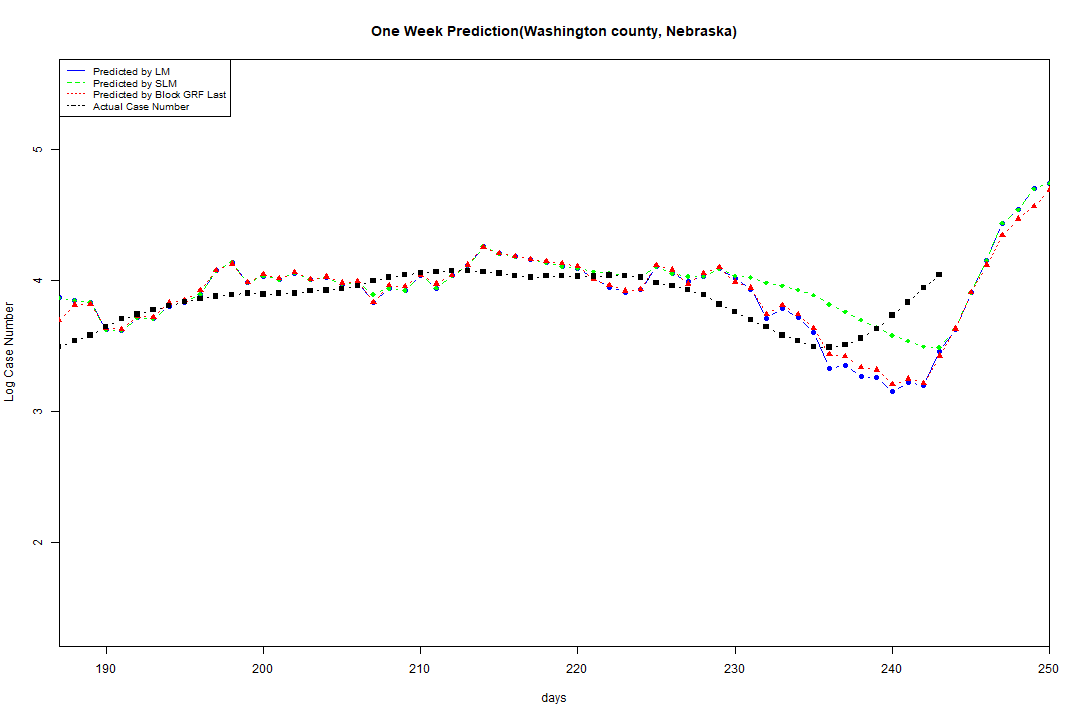 One Week Prediction(Washington county, Nebraska)
Predicted by LM
Predicted by SLM
Predicted by Block GRF Last
Actual Case Number
Log Case Number
5
4
3
2
190 200 210 220 230 240 250
days